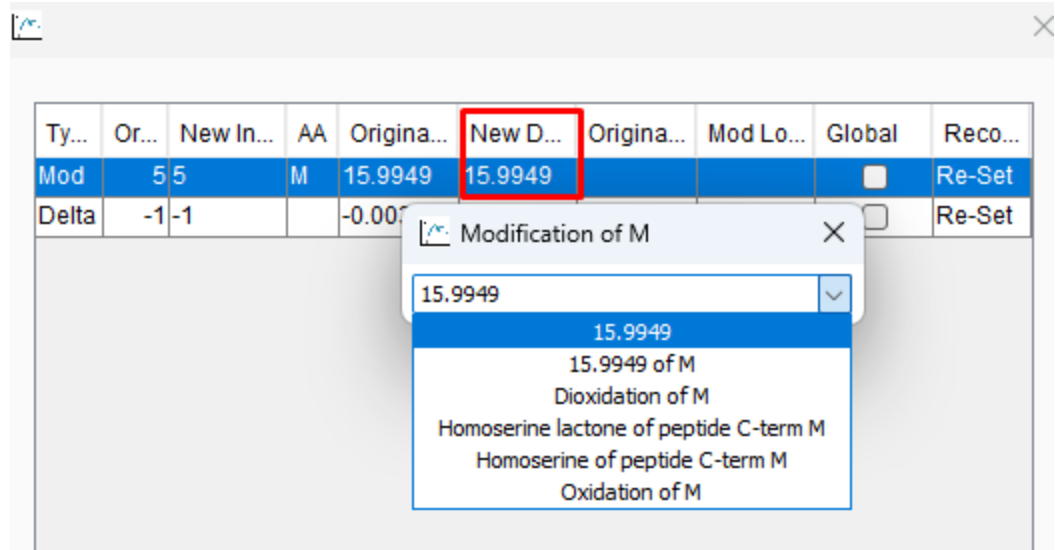 Ty... Or... New In... AA Origina... New D... Origina... Mod Lo... Global Reco...
Mod 5 5 M 15.9949 15.9949 Re-Set
Delta -1 -1 -0.00 Re-Set
Modification of M
15.9949
15.9949
15.9949 of M
Dioxidation of M
Homoserine lactone of peptide C-term M
Homoserine of peptide C-term M
Oxidation of M